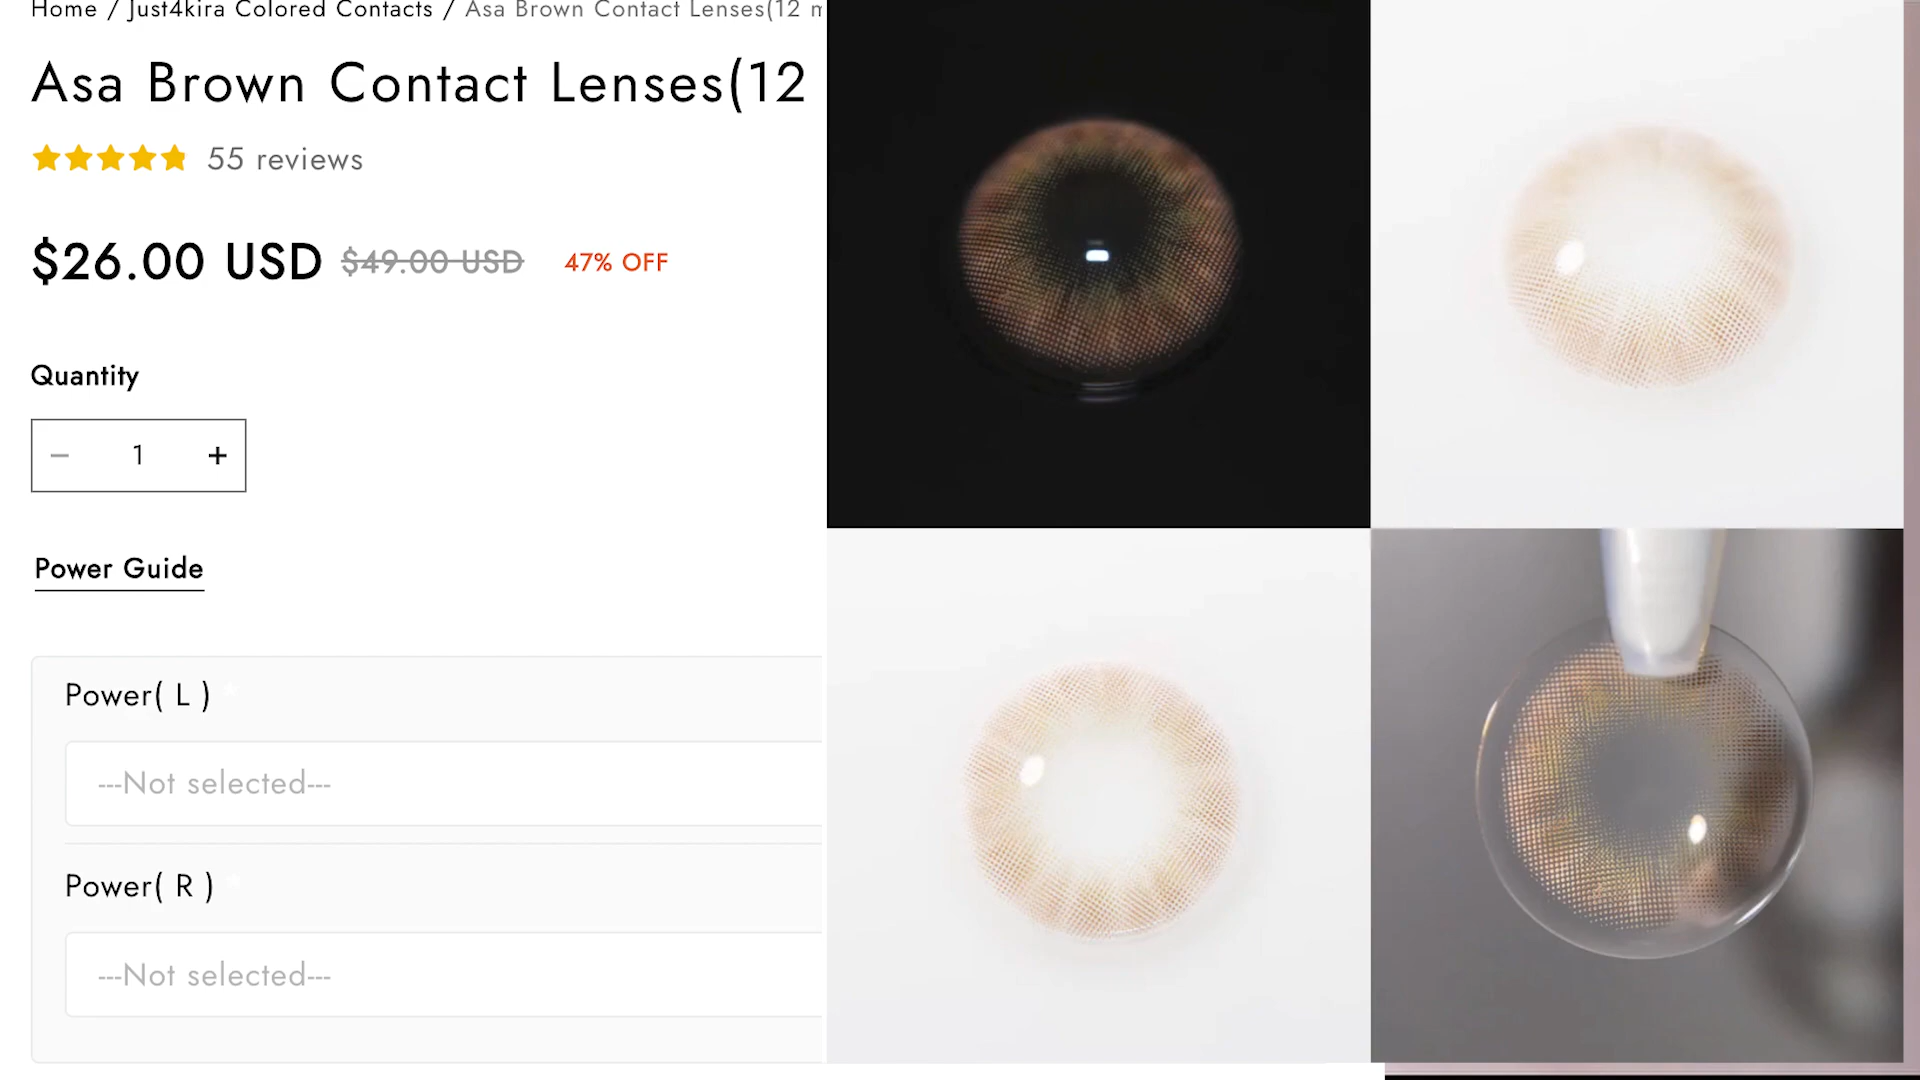 Home / Just4kira Colored Contacts / Asa Brown Contact Lenses(12
Asa Brown Contact Lenses(12
55 reviews
$26.00 USD $49.00 USD 47% OFF
Quantity
− 1 +
Power Guide
Power( L ) *
---Not selected---
Power( R ) *
---Not selected---